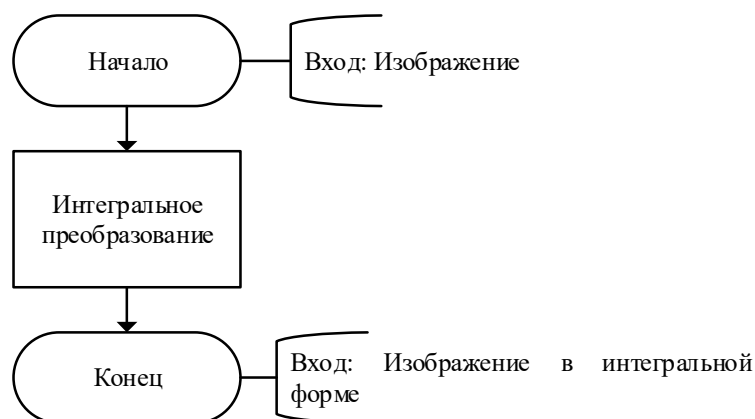 Начало
Вход: Изображение
Интегральное
преобразование
Конец
Вход: Изображение в интегральной
форме